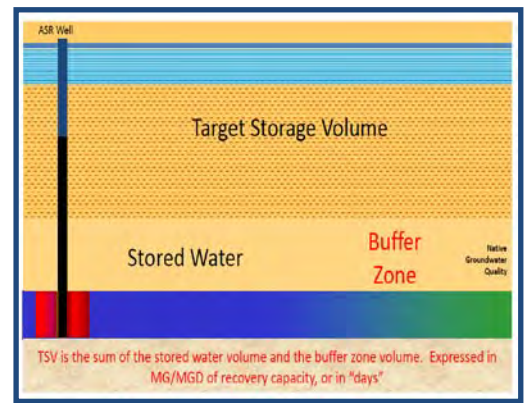 ASR Well
Target Storage Volume
Stored Water
Buffer
Zone
Native
Groundwater
Quality
TSV is the sum of the stored water volume and the buffer zone volume. Expressed in
MG/MGD of recovery capacity, or in "days"